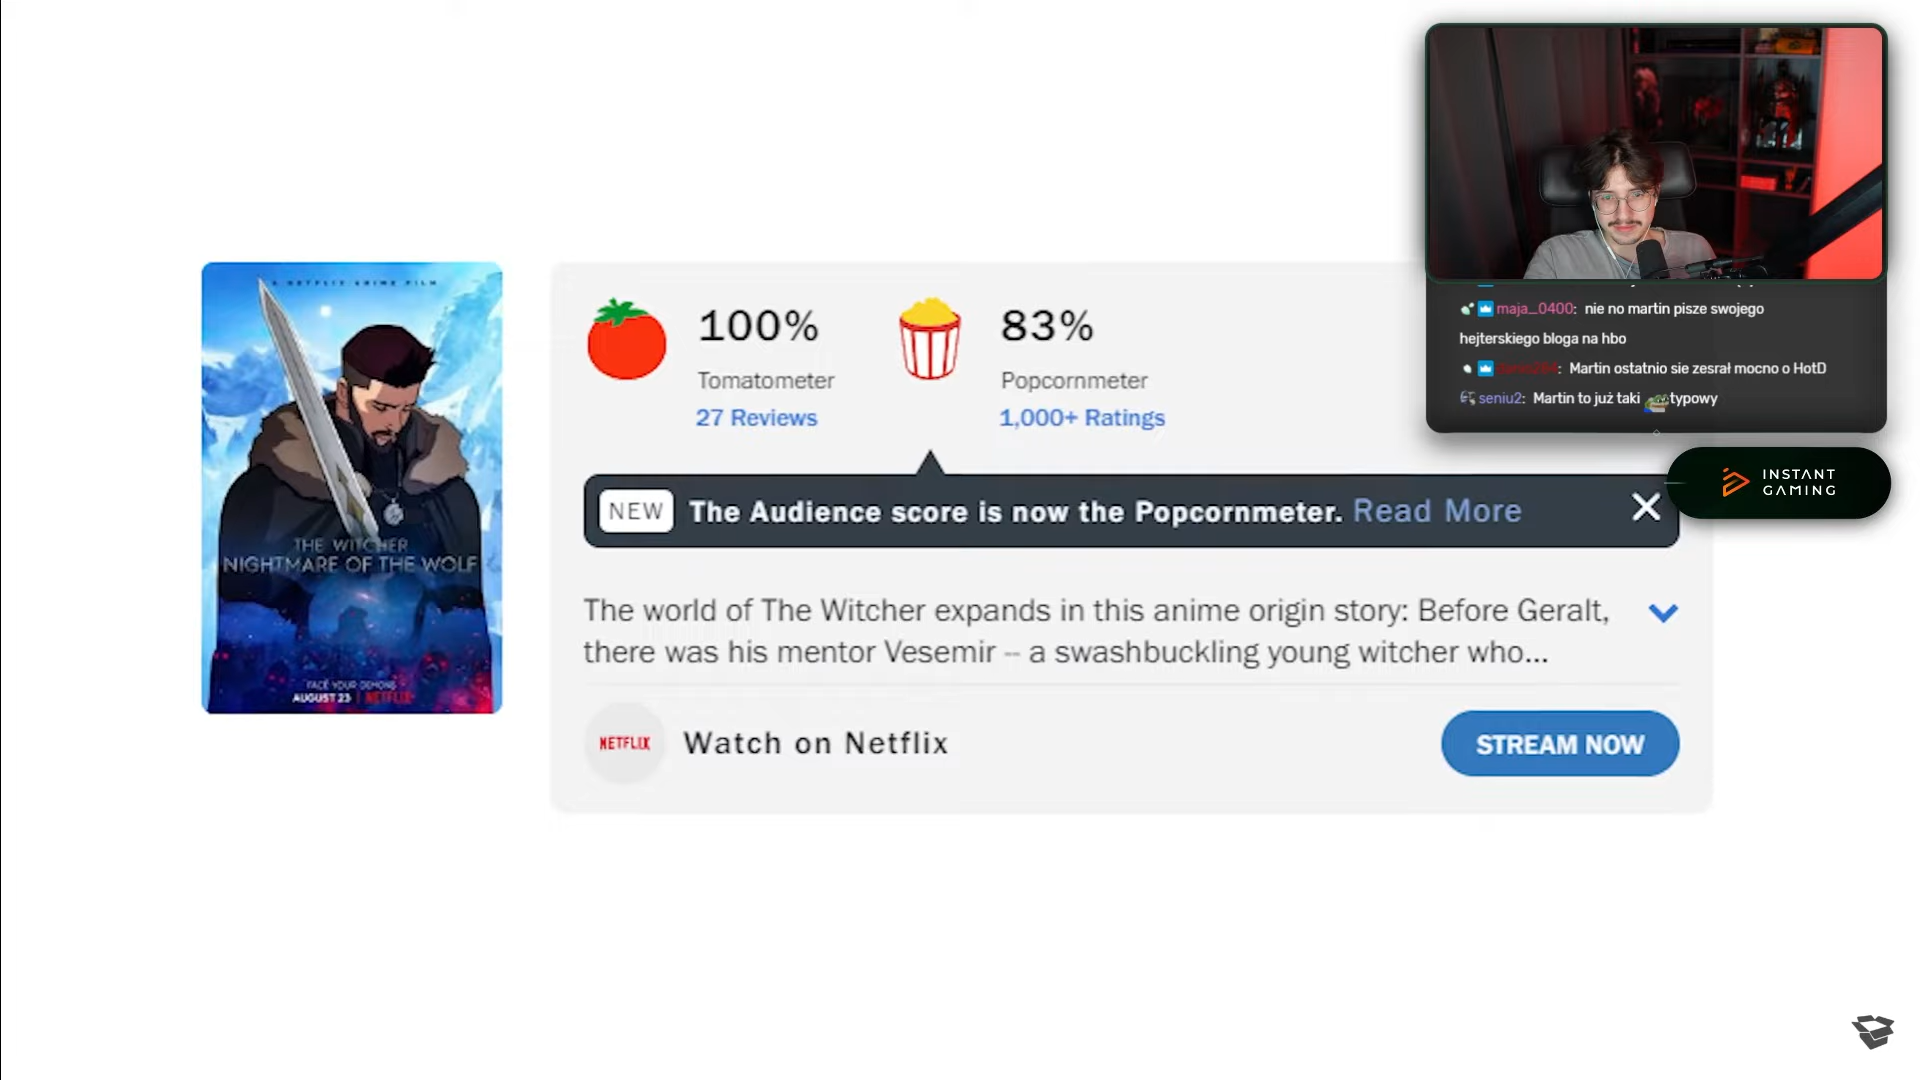 A NETFLIX ANIME FILM
THE WITCHER
NIGHTMARE OF THE WOLF
FACE YOUR DEMONS
AUGUST 23 | NETFLIX
100%
Tomatometer
27 Reviews
83%
Popcornmeter
1,000+ Ratings
NEW The Audience score is now the Popcornmeter. Read More
The world of The Witcher expands in this anime origin story: Before Geralt,
there was his mentor Vesemir -- a swashbuckling young witcher who...
NETFLIX Watch on Netflix
STREAM NOW
maja_0400: nie no martin pisze swojego
hejterskiego bloga na hbo
Martin ostatnio sie zesrał mocno o HotD
seniu2: Martin to już taki typowy
INSTANT
GAMING